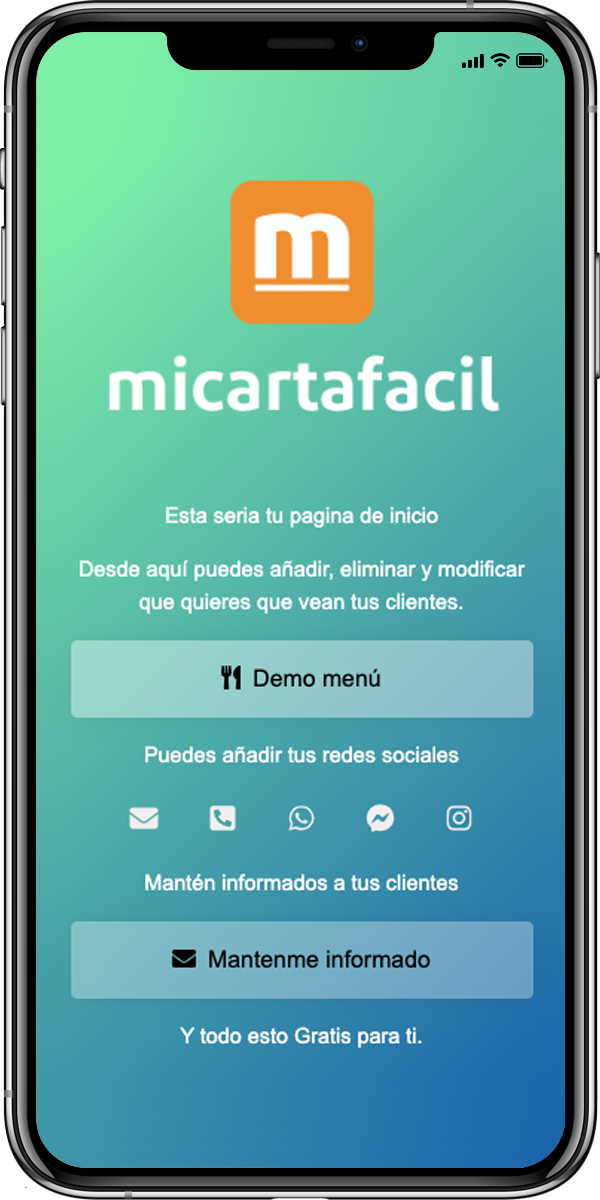 m
micartafacil
Esta seria tu pagina de inicio
Desde aquí puedes añadir, eliminar y modificar
que quieres que vean tus clientes.
Demo menú
Puedes añadir tus redes sociales
Mantén informados a tus clientes
Mantenme informado
Y todo esto Gratis para ti.